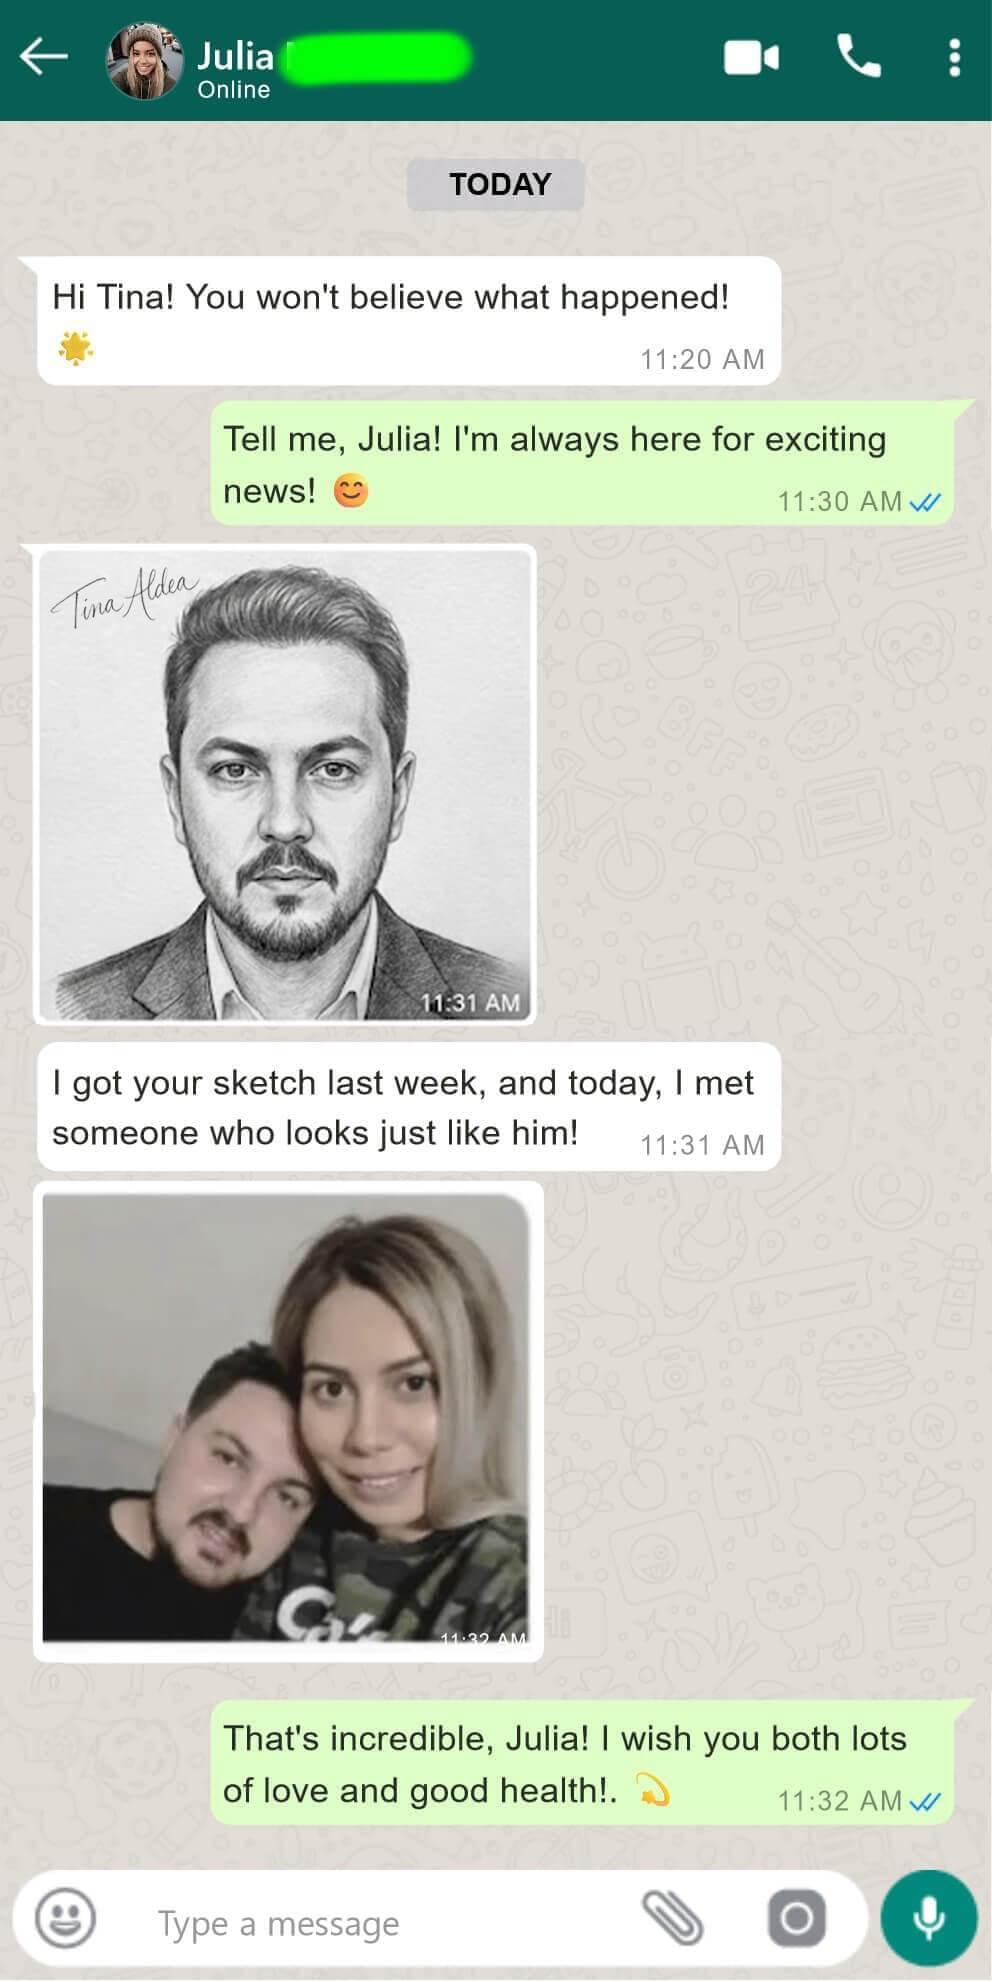 Julia
Online
TODAY
Hi Tina! You won't believe what happened!
🌟
11:20 AM
Tell me, Julia! I'm always here for exciting
news! 😊
11:30 AM
Tina Aldea
11:31 AM
I got your sketch last week, and today, I met
someone who looks just like him!
11:31 AM
11:32 AM
That's incredible, Julia! I wish you both lots
of love and good health!. 💫
11:32 AM
Type a message